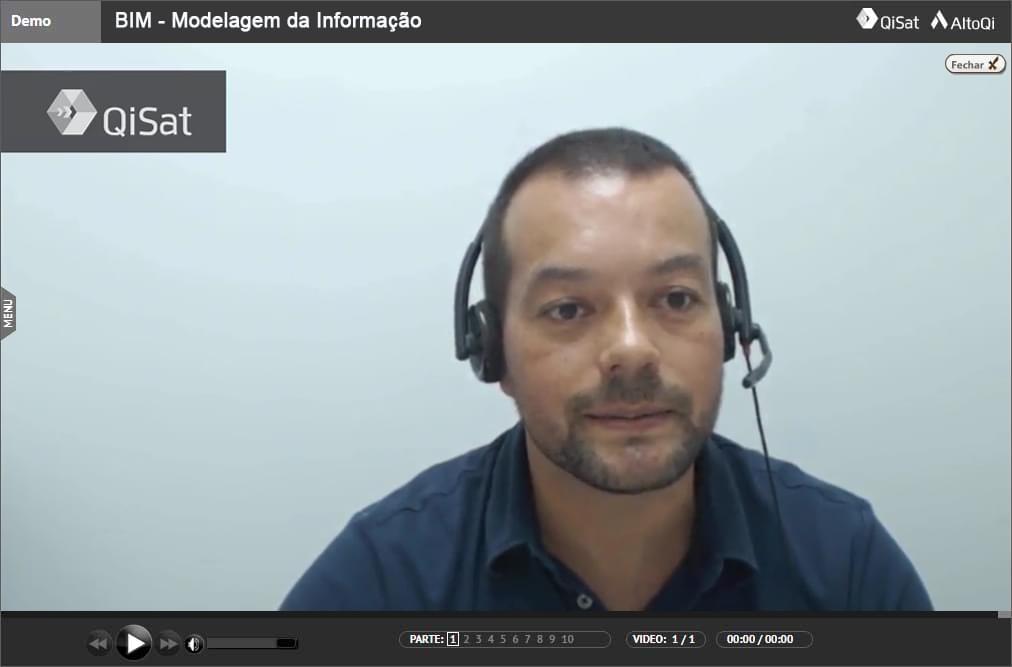 Demo
BIM - Modelagem da Informação
QiSat
AltoQi
Fechar
QiSat
MENU
PARTE: 1 2 3 4 5 6 7 8 9 10
VIDEO: 1 / 1
00:00 / 00:00